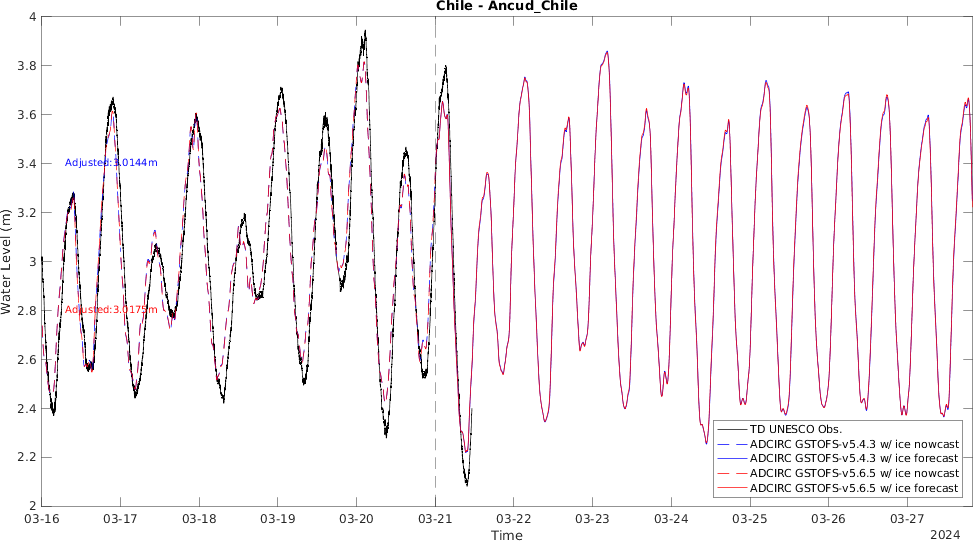 Chile - Ancud_Chile
4
3.8
3.6
3.4
3.2
3
2.8
2.6
2.4
2.2
2
Water Level (m)
Adjusted:3.0144m
Adjusted:3.0175m
TD UNESCO Obs.
ADCIRC GSTOFS-v5.4.3 w/ ice nowcast
ADCIRC GSTOFS-v5.4.3 w/ ice forecast
ADCIRC GSTOFS-v5.6.5 w/ ice nowcast
ADCIRC GSTOFS-v5.6.5 w/ ice forecast
03-16 03-17 03-18 03-19 03-20 03-21 03-22 03-23 03-24 03-25 03-26 03-27
Time
2024